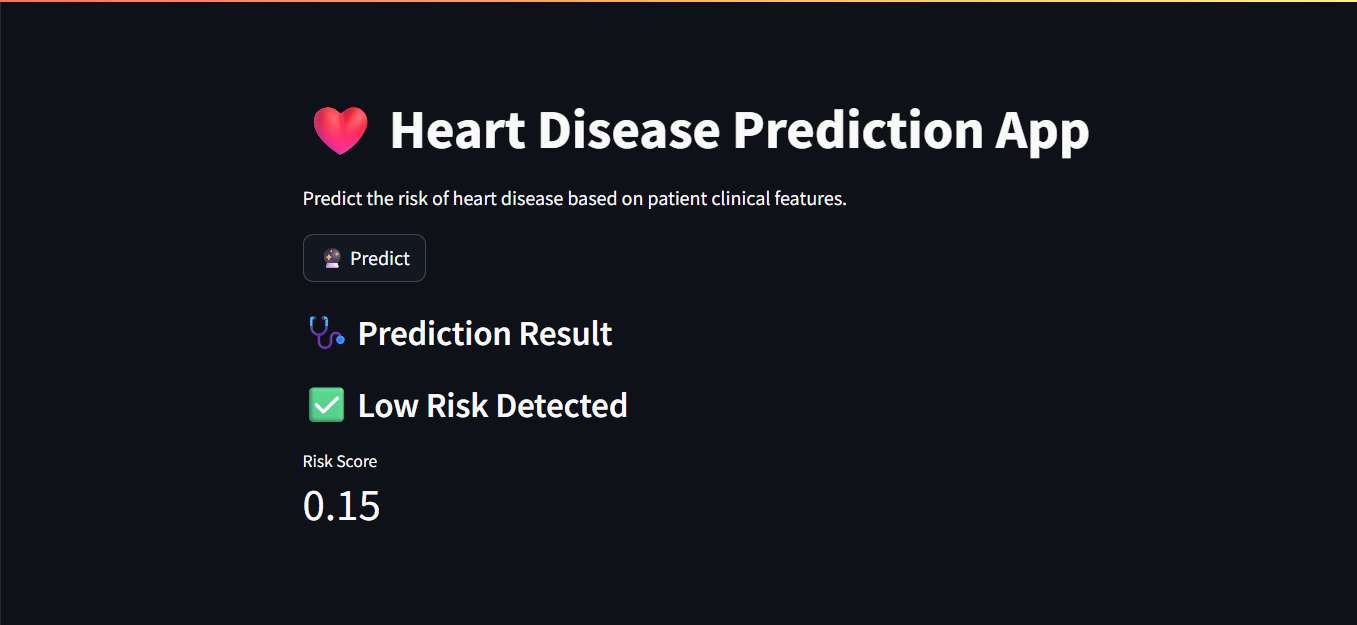 Heart Disease Prediction App
Predict the risk of heart disease based on patient clinical features.
Predict
Prediction Result
Low Risk Detected
Risk Score
0.15